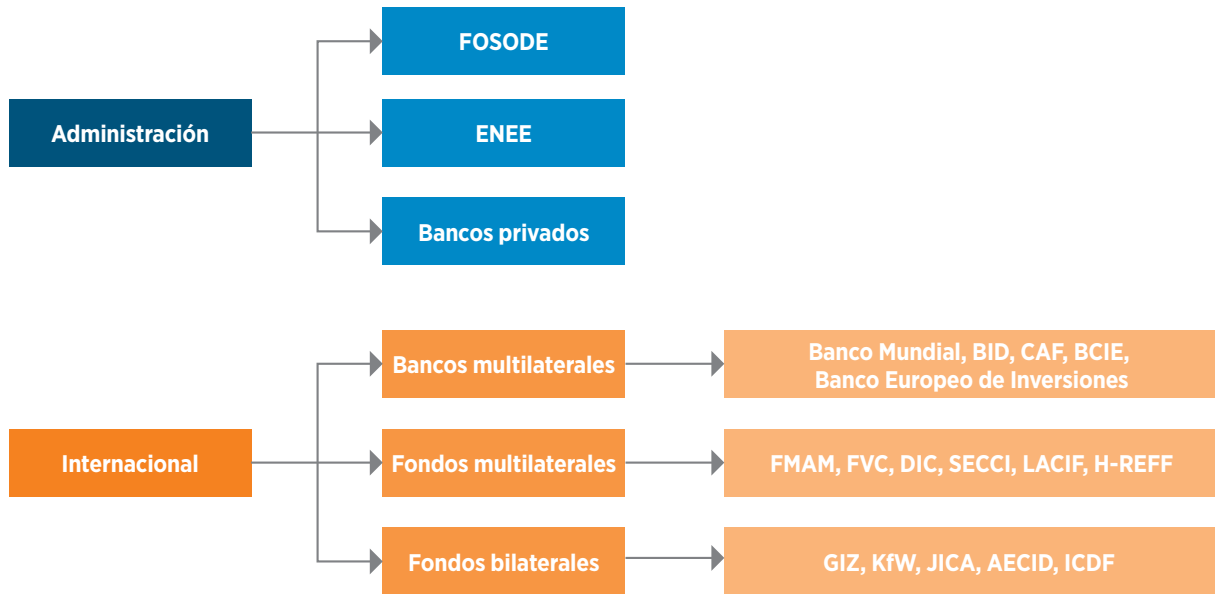 FOSODE
Administración
ENEE
Bancos privados
Bancos multilaterales
Banco Mundial, BID, CAF, BCIE,
Banco Europeo de Inversiones
Internacional
Fondos multilaterales
FMAM, FVC, DIC, SECCI, LACIF, H-REFF
Fondos bilaterales
GIZ, KfW, JICA, AECID, ICDF